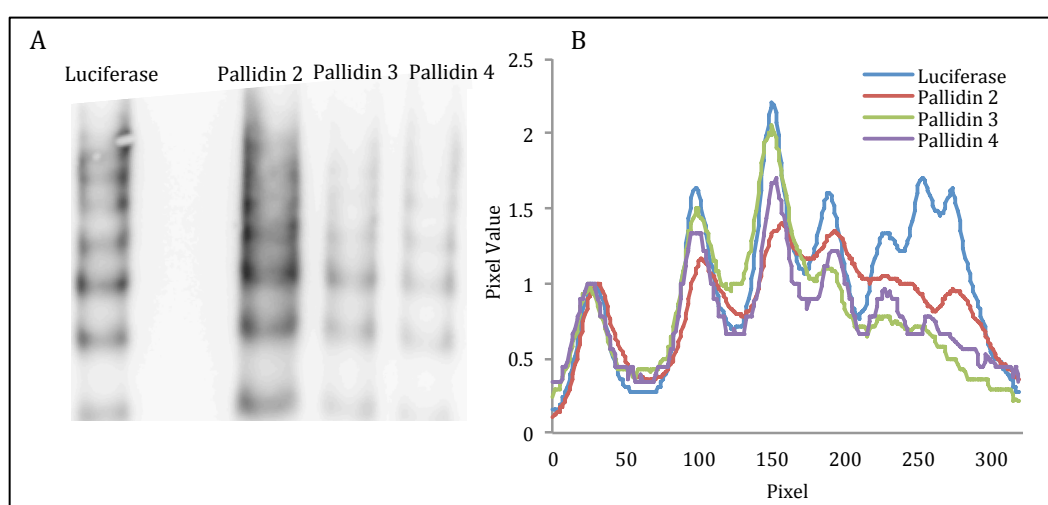 A
Luciferase
Pallidin 2
Pallidin 3
Pallidin 4
B
2.5
2
1.5
1
0.5
0
Pixel Value
0
50
100
150
200
250
300
Pixel
Luciferase
Pallidin 2
Pallidin 3
Pallidin 4